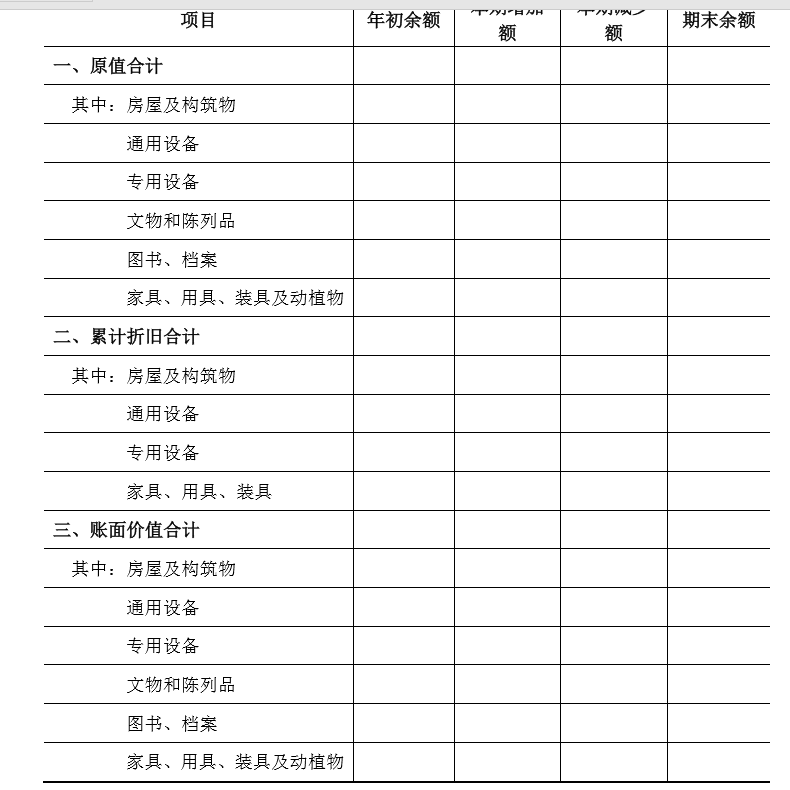 项目 年初余额 本期增加额 本期减少额 期末余额
一、原值合计
其中：房屋及构筑物
通用设备
专用设备
文物和陈列品
图书、档案
家具、用具、装具及动植物
二、累计折旧合计
其中：房屋及构筑物
通用设备
专用设备
家具、用具、装具
三、账面价值合计
其中：房屋及构筑物
通用设备
专用设备
文物和陈列品
图书、档案
家具、用具、装具及动植物